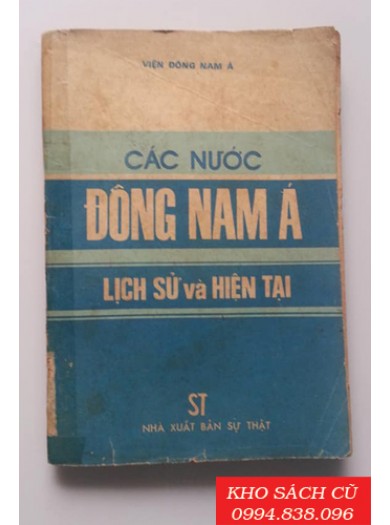 VIỆN ĐÔNG NAM Á
CÁC NƯỚC
ĐÔNG NAM Á
LỊCH SỬ và HIỆN TẠI
ST
NHÀ XUẤT BẢN SỰ THẬT
KHO SÁCH CŨ
0994.838.096